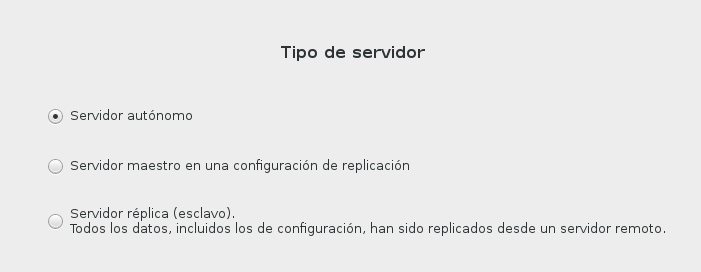 Tipo de servidor
Servidor autónomo
Servidor maestro en una configuración de replicación
Servidor réplica (esclavo).
Todos los datos, incluidos los de configuración, han sido replicados desde un servidor remoto.